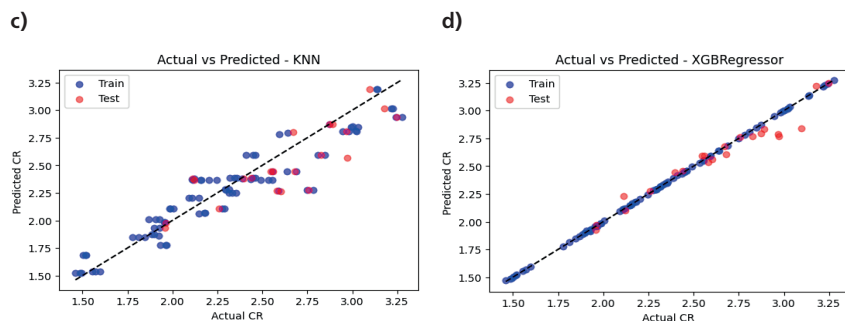 c)
Actual vs Predicted - KNN
Train
Test
3.25
3.00
2.75
2.50
2.25
2.00
1.75
1.50
Predicted CR
1.50 1.75 2.00 2.25 2.50 2.75 3.00 3.25
Actual CR
d)
Actual vs Predicted - XGBRegressor
Train
Test
3.25
3.00
2.75
2.50
2.25
2.00
1.75
1.50
Predicted CR
1.50 1.75 2.00 2.25 2.50 2.75 3.00 3.25
Actual CR